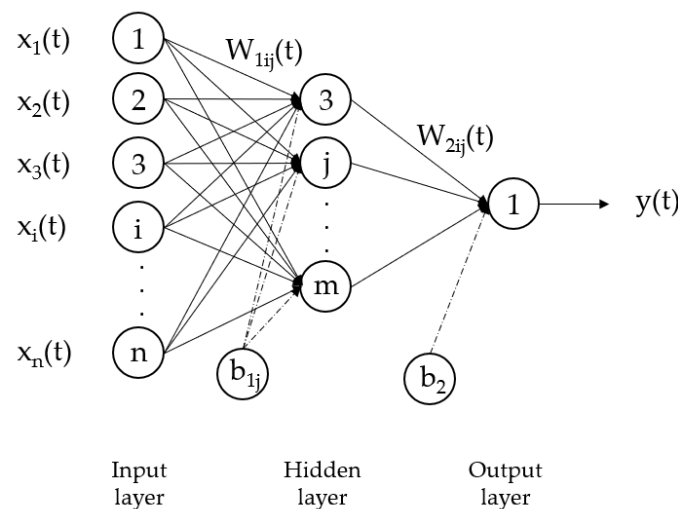 x₁(t)
x₂(t)
x₃(t)
xᵢ(t)
xₙ(t)
1
2
3
i
.
.
.
.
n
W₁ᵢⱼ(t)
3
j
.
.
.
m
b₁ⱼ
W₂ᵢⱼ(t)
1
b₂
y(t)
Input
layer
Hidden
layer
Output
layer